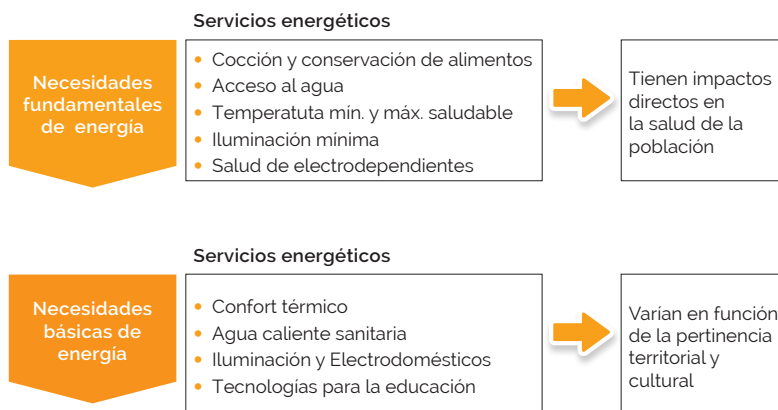 Servicios energéticos
Necesidades
fundamentales
de energía
• Cocción y conservación de alimentos
• Acceso al agua
• Temperatuta mín. y máx. saludable
• Iluminación mínima
• Salud de electrodependientes
Tienen impactos
directos en
la salud de la
población
Servicios energéticos
Necesidades
básicas de
energía
• Confort térmico
• Agua caliente sanitaria
• Iluminación y Electrodomésticos
• Tecnologías para la educación
Varían en función
de la pertinencia
territorial y
cultural